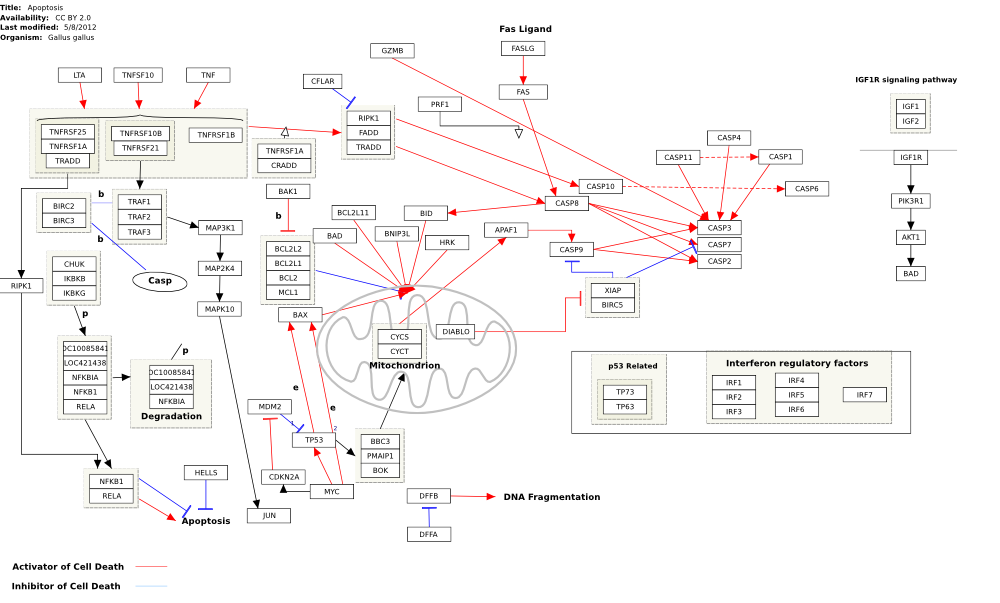 Title: Apoptosis
Availability: CC BY 2.0
Last modified: 5/8/2012
Organism: Gallus gallus
Fas Ligand
GZMB
FASLG
LTA
TNFSF10
TNF
CFLAR
FAS
IGF1R signaling pathway
PRF1
IGF1
IGF2
RIPK1
FADD
TRADD
TNFRSF25
TNFRSF1A
TRADD
TNFRSF10B
TNFRSF21
TNFRSF1B
TNFRSF1A
CRADD
CASP4
CASP11
CASP1
IGF1R
CASP10
CASP6
BAK1
b
BIRC2
BIRC3
b
TRAF1
TRAF2
TRAF3
b
CASP8
PIK3R1
BCL2L11
BID
MAP3K1
BAD
BNIP3L
HRK
APAF1
CASP9
CASP3
CASP7
CASP2
AKT1
BCL2L2
BCL2L1
BCL2
MCL1
CHUK
IKBKB
IKBKG
MAP2K4
BAD
Casp
RIPK1
XIAP
BIRC5
p
MAPK10
BAX
DIABLO
CYCS
CYCT
Mitochondrion
OC10085841
LOC421438
NFKBIA
NFKB1
RELA
p
OC10085841
LOC421438
NFKBIA
Degradation
p53 Related
TP73
TP63
Interferon regulatory factors
IRF1
IRF2
IRF3
IRF4
IRF5
IRF6
IRF7
e
e
MDM2
2
TP53
BBC3
PMAIP1
BOK
HELLS
CDKN2A
MYC
NFKB1
RELA
DFFB
DNA Fragmentation
JUN
Apoptosis
DFFA
Activator of Cell Death
Inhibitor of Cell Death